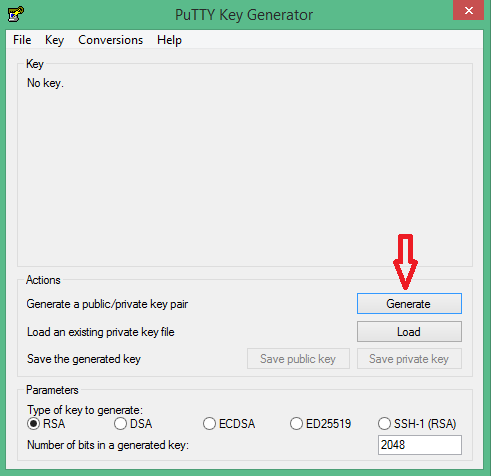 PuTTY Key Generator
File Key Conversions Help
Key
No key.
Actions
Generate a public/private key pair
Generate
Load an existing private key file
Load
Save the generated key
Save public key
Save private key
Parameters
Type of key to generate:
RSA DSA ECDSA ED25519 SSH-1 (RSA)
Number of bits in a generated key:
2048